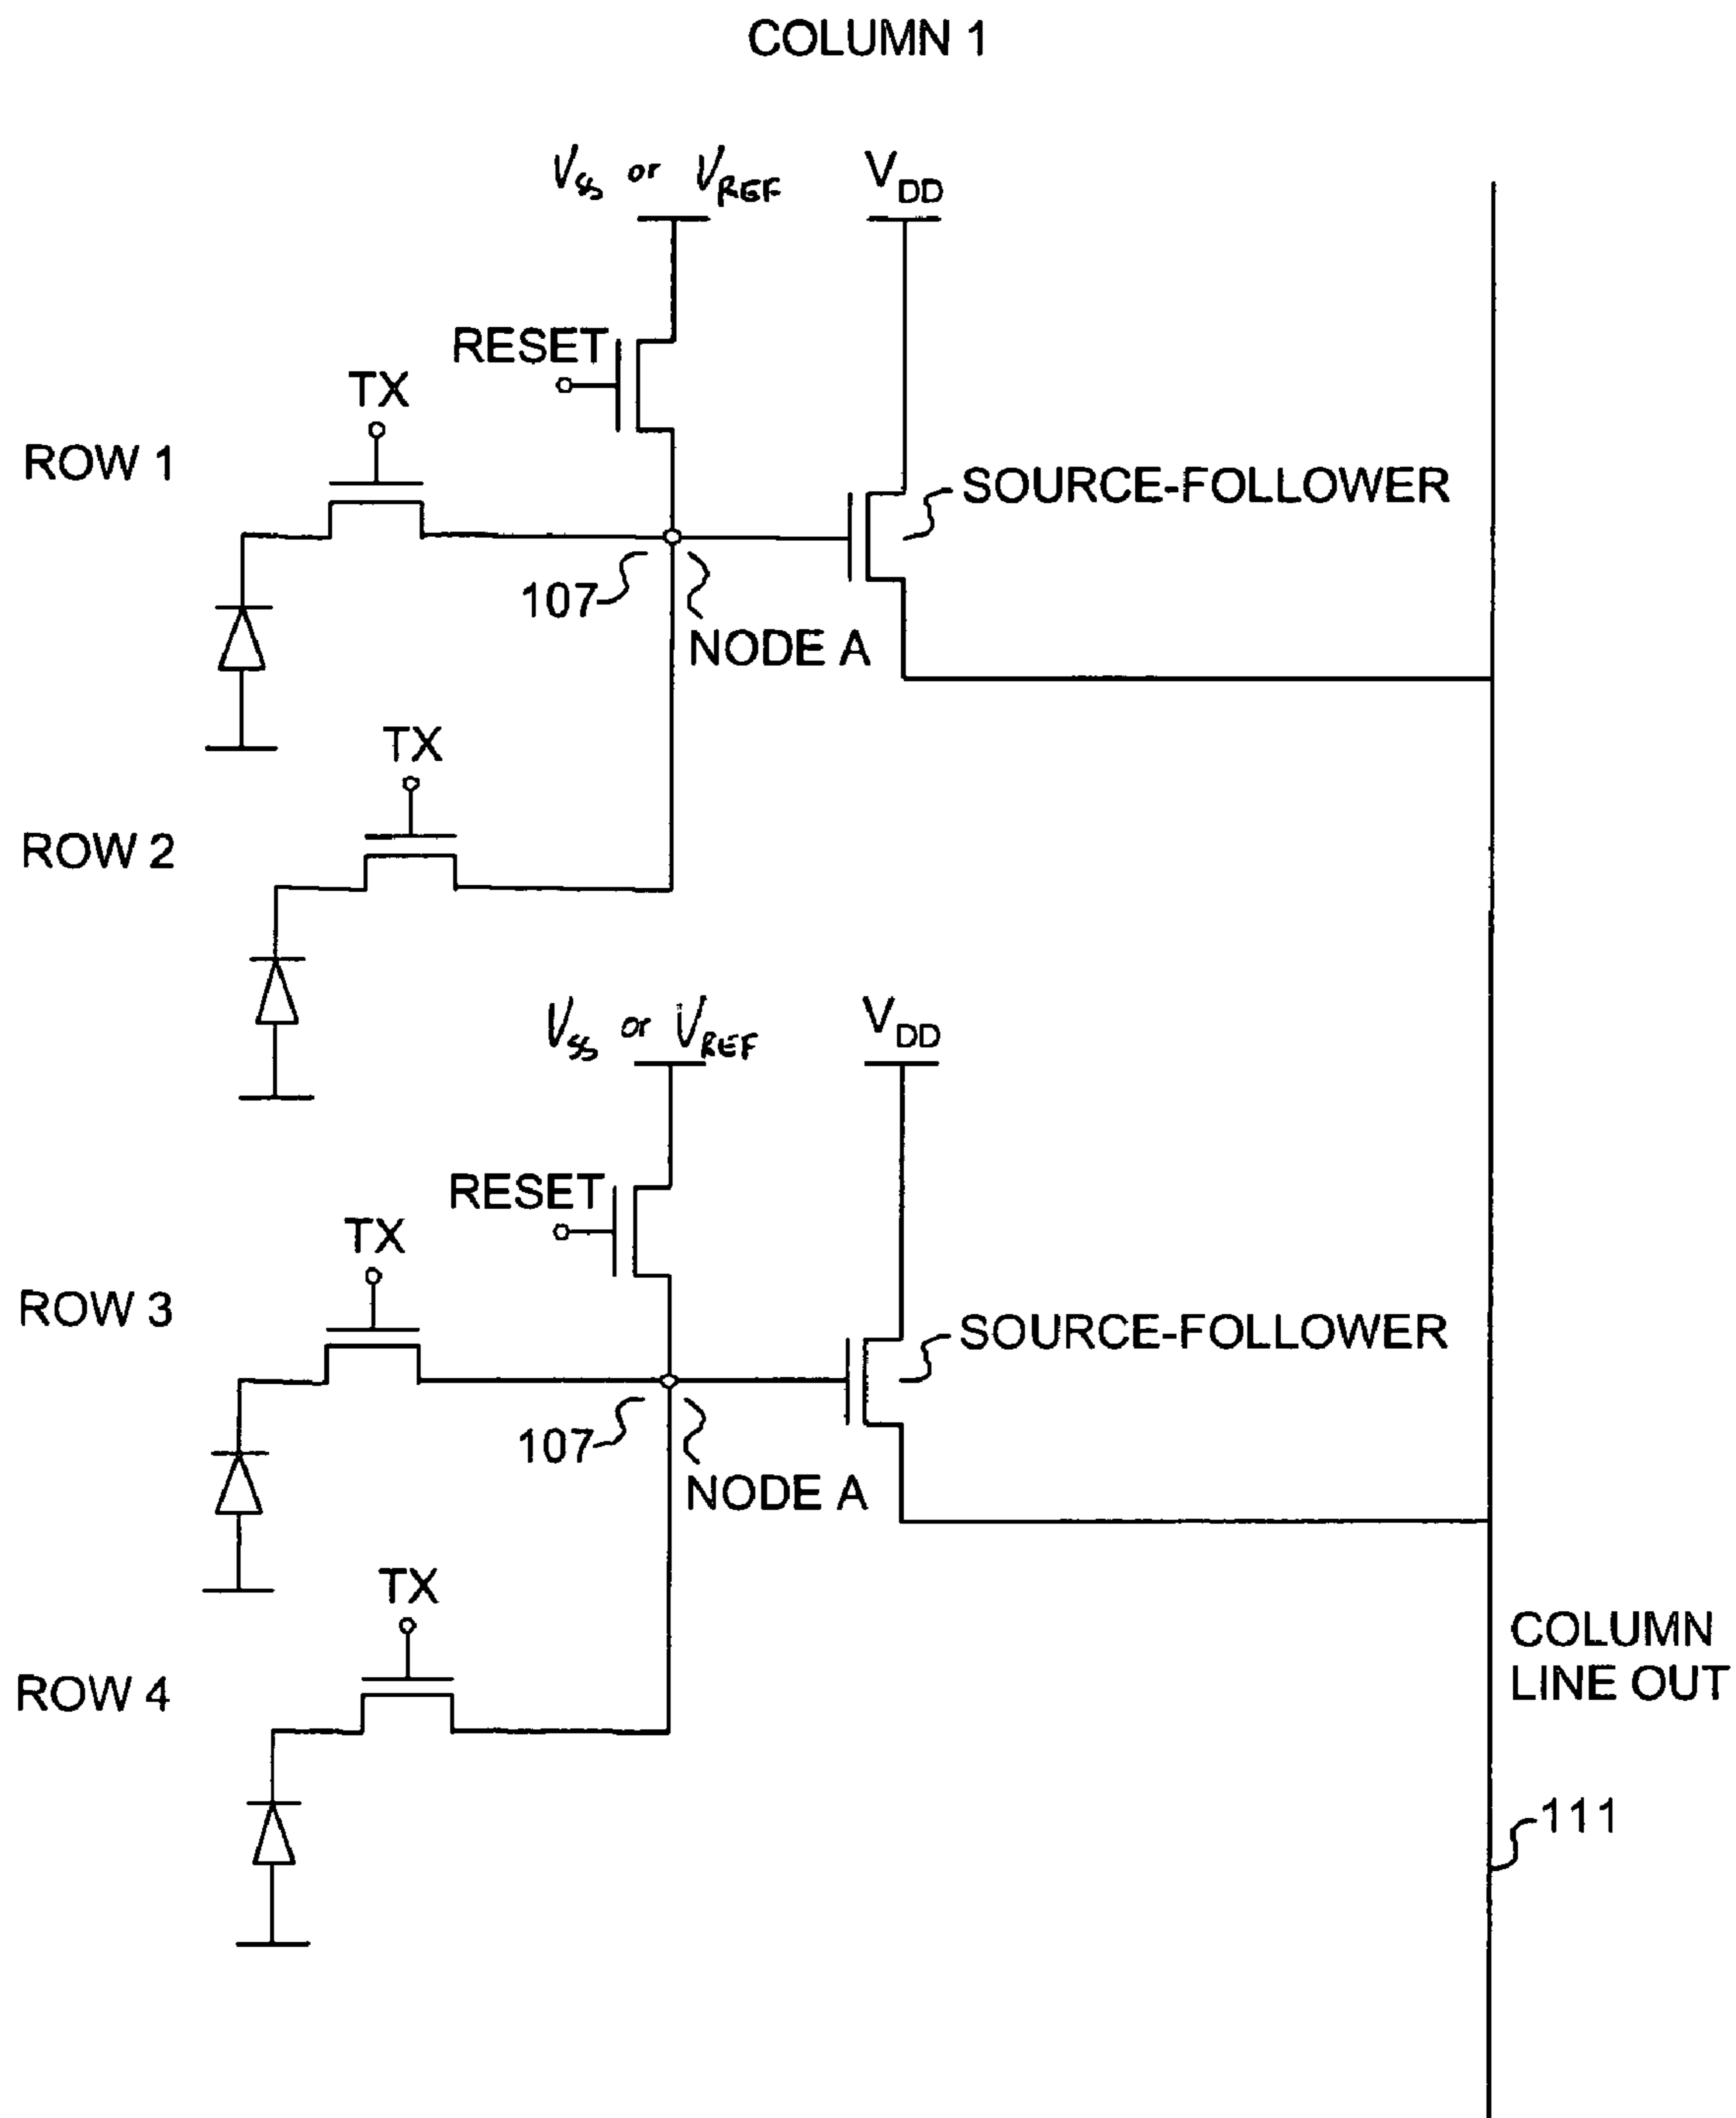 COLUMN 1
Vss or VREF
VDD
RESET
TX
ROW 1
SOURCE-FOLLOWER
107
NODE A
TX
ROW 2
Vss or VREF
VDD
RESET
TX
ROW 3
SOURCE-FOLLOWER
107
NODE A
TX
ROW 4
COLUMN
LINE OUT
111